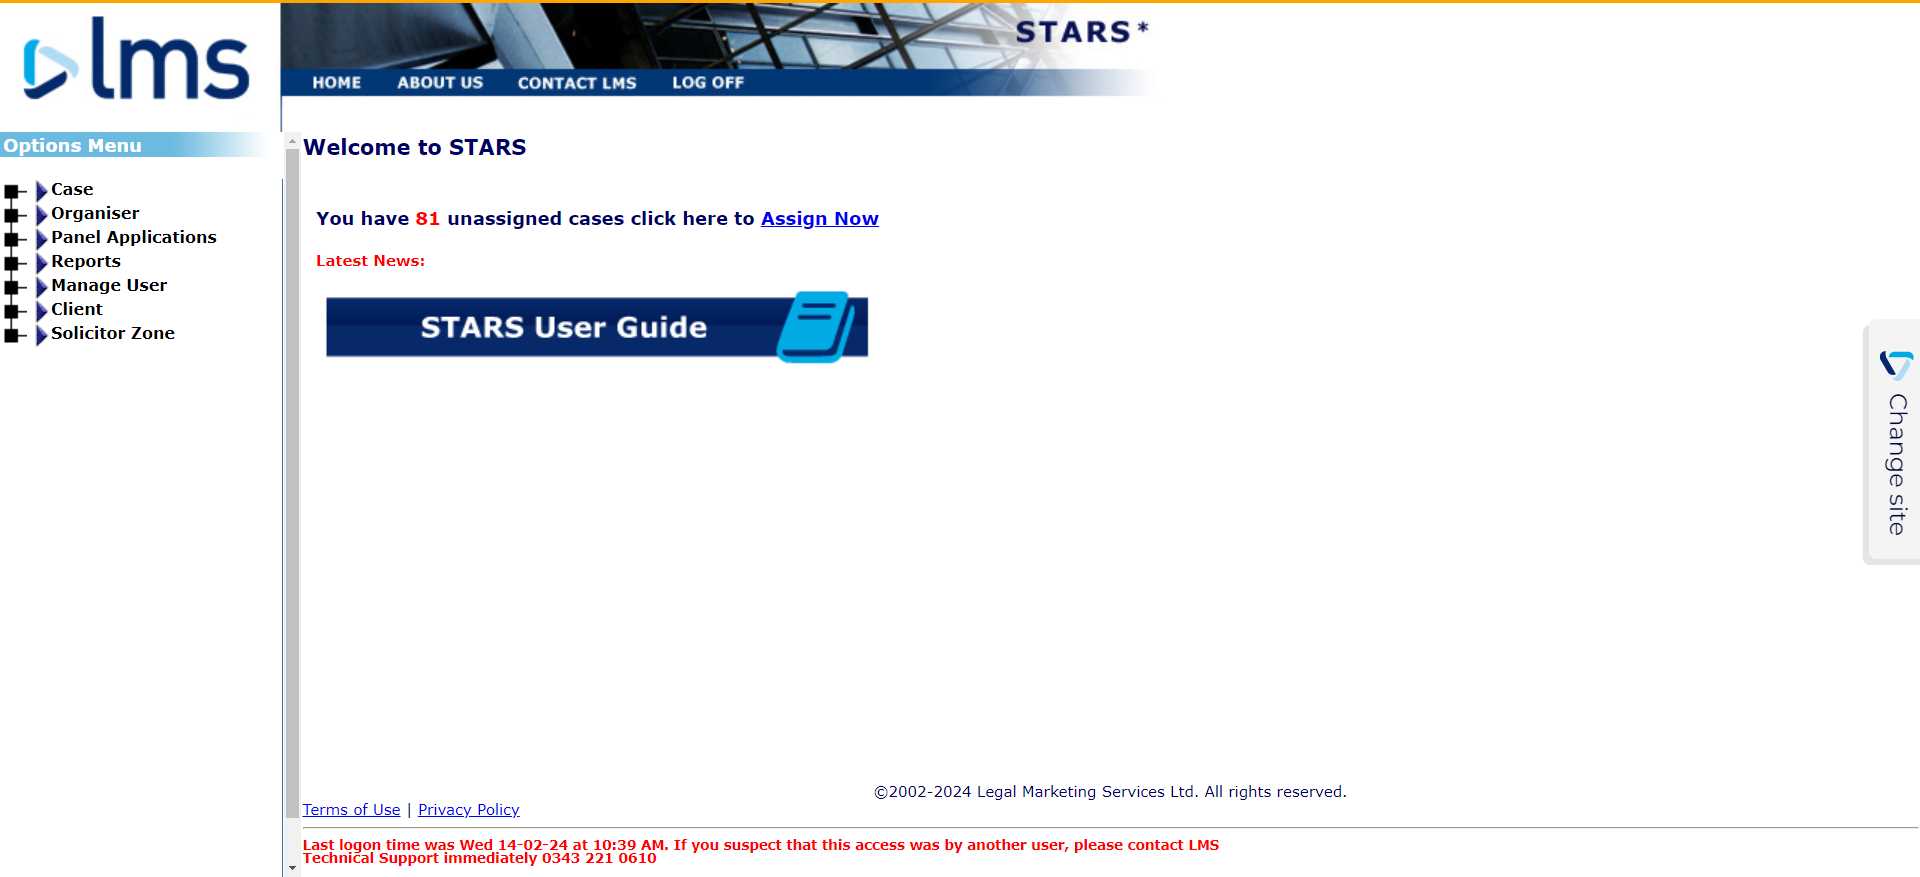 lms
STARS *
HOME ABOUT US CONTACT LMS LOG OFF
Options Menu
Case
Organiser
Panel Applications
Reports
Manage User
Client
Solicitor Zone
Welcome to STARS
You have 81 unassigned cases click here to Assign Now
Latest News:
STARS User Guide
Change site
©2002-2024 Legal Marketing Services Ltd. All rights reserved.
Terms of Use | Privacy Policy
Last logon time was Wed 14-02-24 at 10:39 AM. If you suspect that this access was by another user, please contact LMS
Technical Support immediately 0343 221 0610